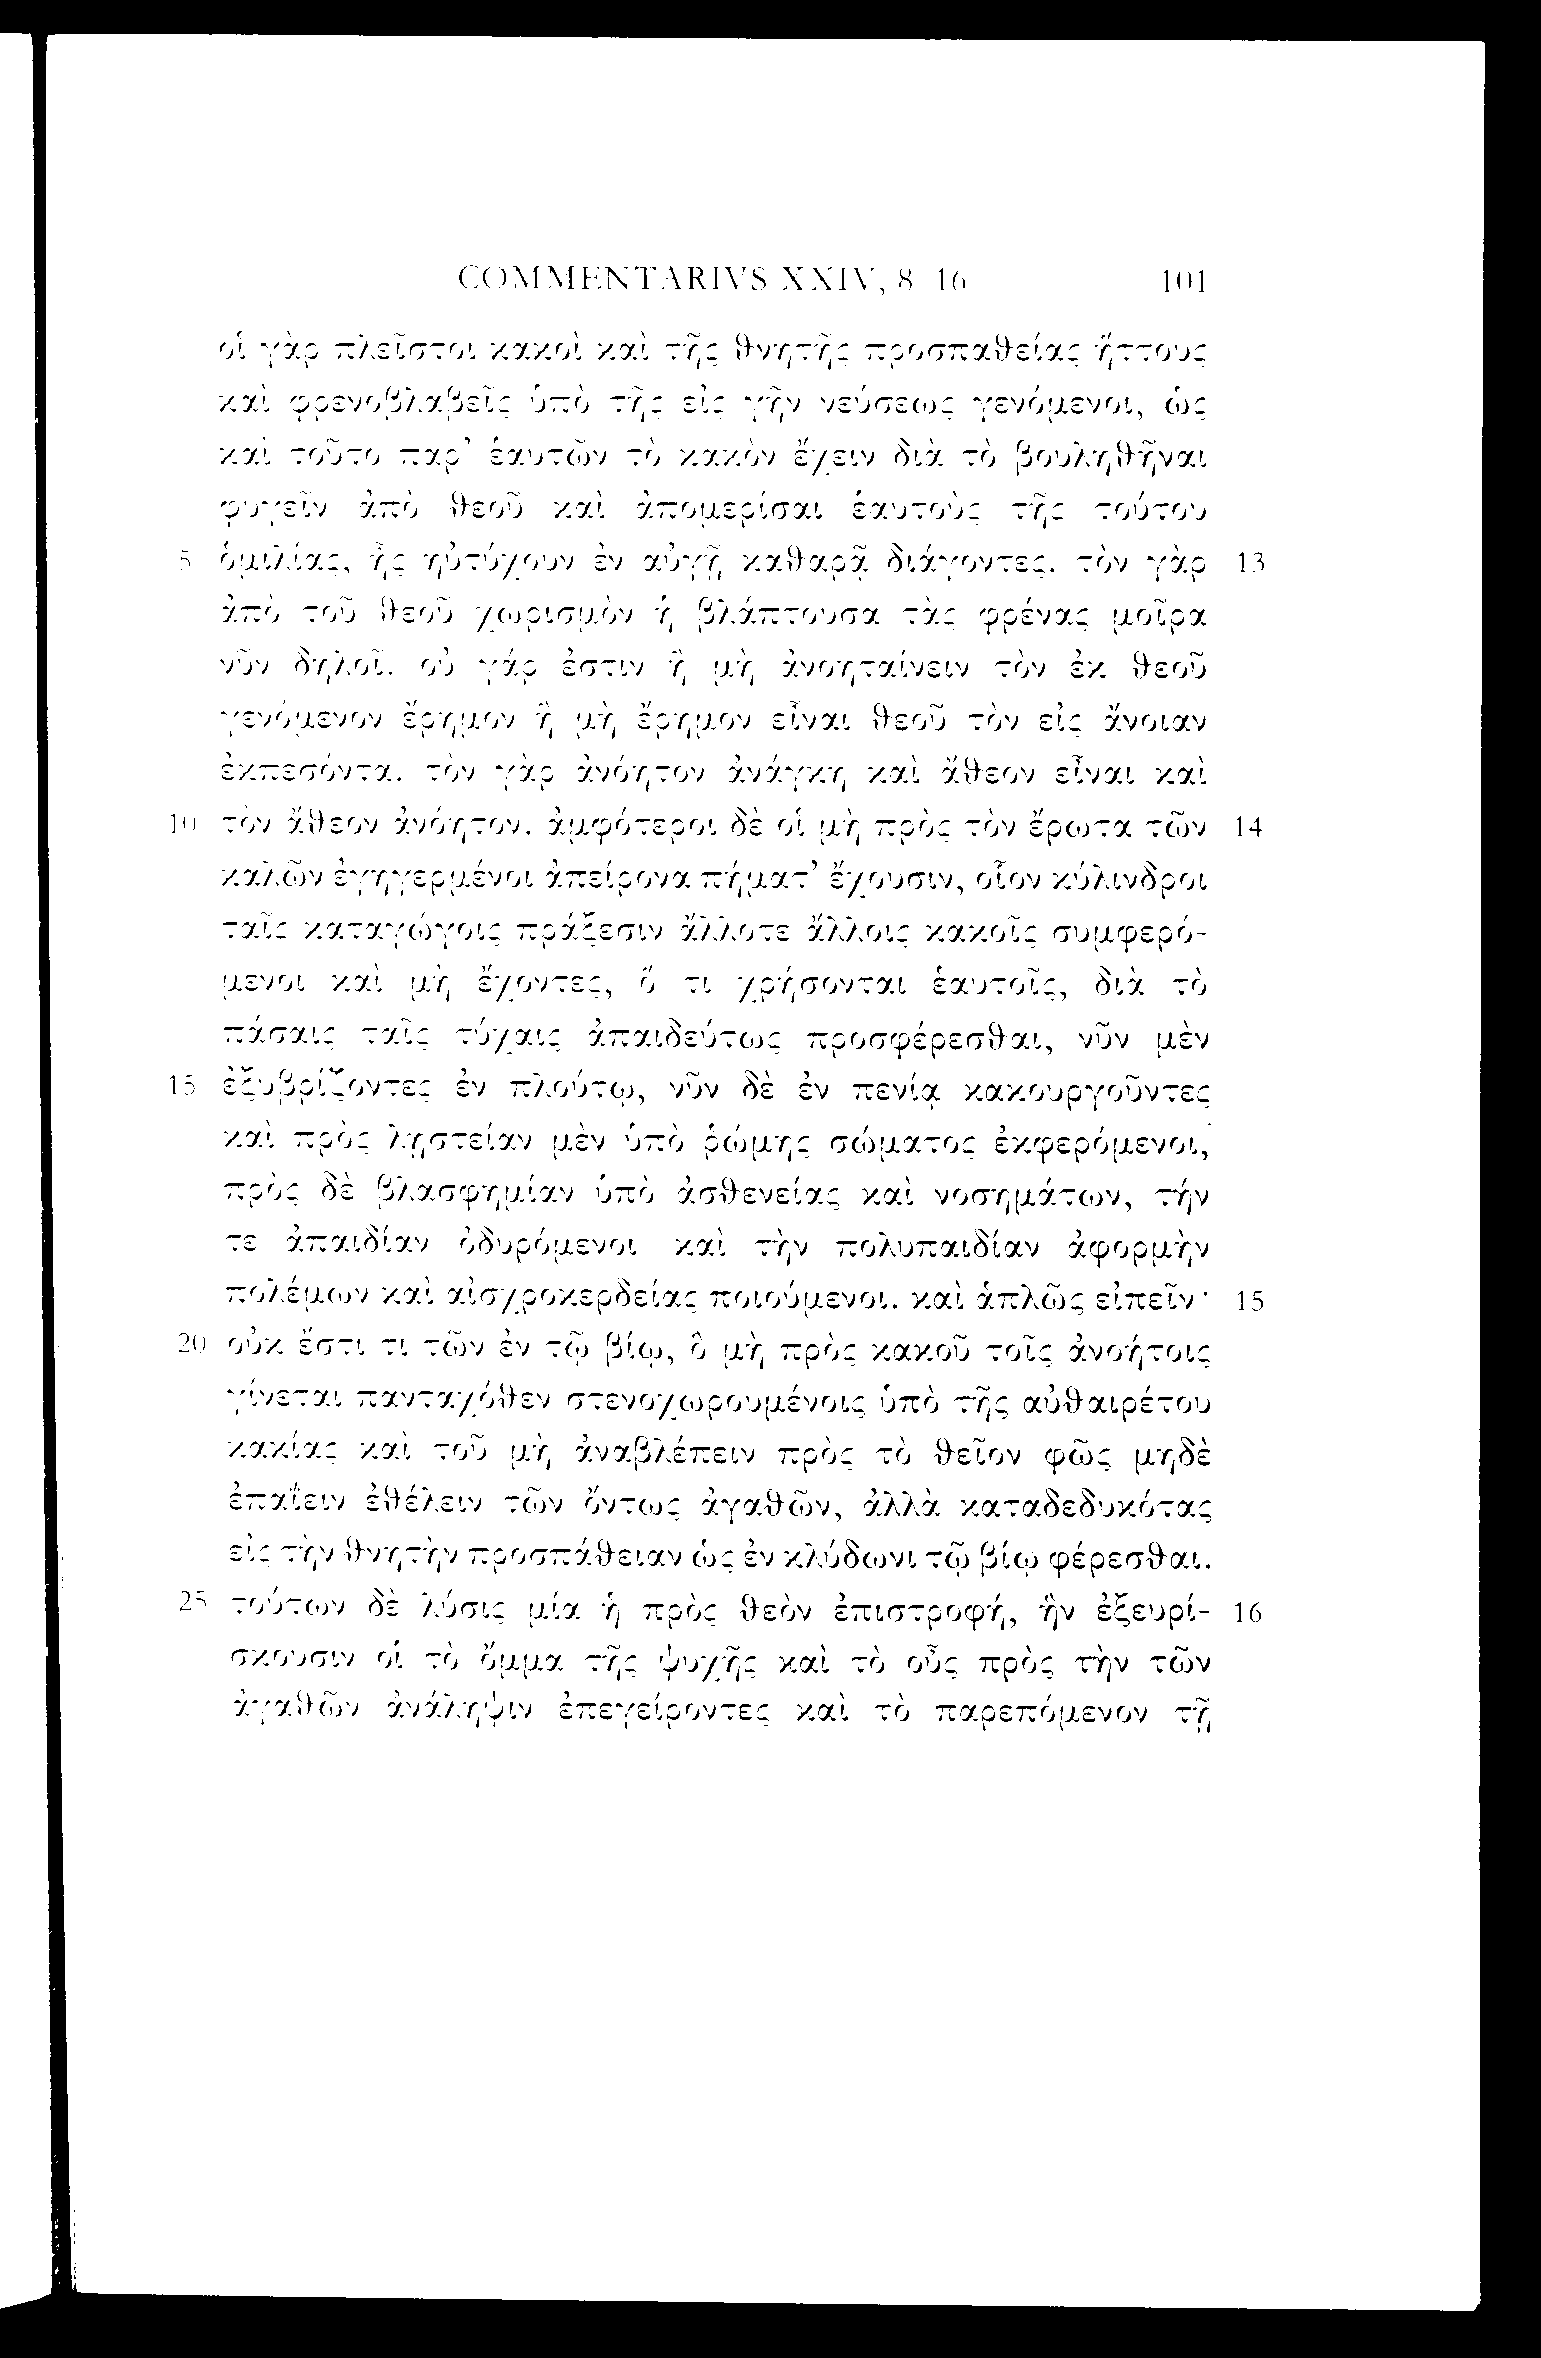 COMMENTARIVS XXIV, 8–16 101
οἱ γὰρ πλεῖστοι κακοὶ καὶ τῆς θνητῆς προσπαθείας ἥττους
καὶ φρενοβλαβεῖς ὑπὸ τῆς εἰς γῆν νεύσεως γενόμενοι, ὡς
καὶ τοῦτο παρ’ ἑαυτῶν τὸ κακὸν ἔχειν διὰ τὸ βουληθῆναι
φυγεῖν ἀπὸ θεοῦ καὶ ἀπομερίσαι ἑαυτοὺς τῆς τούτου
5 ὁμιλίας, ἧς ηὐτύχουν ἐν αὐγῇ καθαρᾷ διάγοντες. τὸν γὰρ 13
ἀπὸ τοῦ θεοῦ χωρισμὸν ἡ βλάπτουσα τὰς φρένας μοῖρα
νῦν δηλοῖ. οὐ γάρ ἐστιν ἢ μὴ ἀνοηταίνειν τὸν ἐκ θεοῦ
γενόμενον ἔρημον ἢ μὴ ἔρημον εἶναι θεοῦ τὸν εἰς ἄνοιαν
ἐκπεσόντα. τὸν γὰρ ἀνόητον ἀνάγκη καὶ ἄθεον εἶναι καὶ
10 τὸν ἄθεον ἀνόητον. ἀμφότεροι δὲ οἱ μὴ πρὸς τὸν ἔρωτα τῶν 14
καλῶν ἐγηγερμένοι ἀπείρονα πήματ’ ἔχουσιν, οἷον κύλινδροι
ταῖς καταγώγοις πράξεσιν ἄλλοτε ἄλλοις κακοῖς συμφερό-
μενοι καὶ μὴ ἔχοντες, ὅ τι χρήσονται ἑαυτοῖς, διὰ τὸ
πάσαις ταῖς τύχαις ἀπαιδεύτως προσφέρεσθαι, νῦν μὲν
15 ἐξυβρίζοντες ἐν πλούτῳ, νῦν δὲ ἐν πενίᾳ κακουργοῦντες
καὶ πρὸς λῃστείαν μὲν ὑπὸ ῥώμης σώματος ἐκφερόμενοι,
πρὸς δὲ βλασφημίαν ὑπὸ ἀσθενείας καὶ νοσημάτων, τήν
τε ἀπαιδίαν ὀδυρόμενοι καὶ τὴν πολυπαιδίαν ἀφορμὴν
πολέμων καὶ αἰσχροκερδείας ποιούμενοι. καὶ ἁπλῶς εἰπεῖν· 15
20 οὐκ ἔστι τι τῶν ἐν τῷ βίῳ, ὃ μὴ πρὸς κακοῦ τοῖς ἀνοήτοις
γίνεται πανταχόθεν στενοχωρουμένοις ὑπὸ τῆς αὐθαιρέτου
κακίας καὶ τοῦ μὴ ἀναβλέπειν πρὸς τὸ θεῖον φῶς μηδὲ
ἐπαΐειν ἐθέλειν τῶν ὄντως ἀγαθῶν, ἀλλὰ καταδεδυκότας
εἰς τὴν θνητὴν προσπάθειαν ὡς ἐν κλύδωνι τῷ βίῳ φέρεσθαι.
25 τούτων δὲ λύσις μία ἡ πρὸς θεὸν ἐπιστροφή, ἣν ἐξευρί- 16
σκουσιν οἱ τὸ ὄμμα τῆς ψυχῆς καὶ τὸ οὖς πρὸς τὴν τῶν
ἀγαθῶν ἀνάληψιν ἐπεγείροντες καὶ τὸ παρεπόμενον τῇ